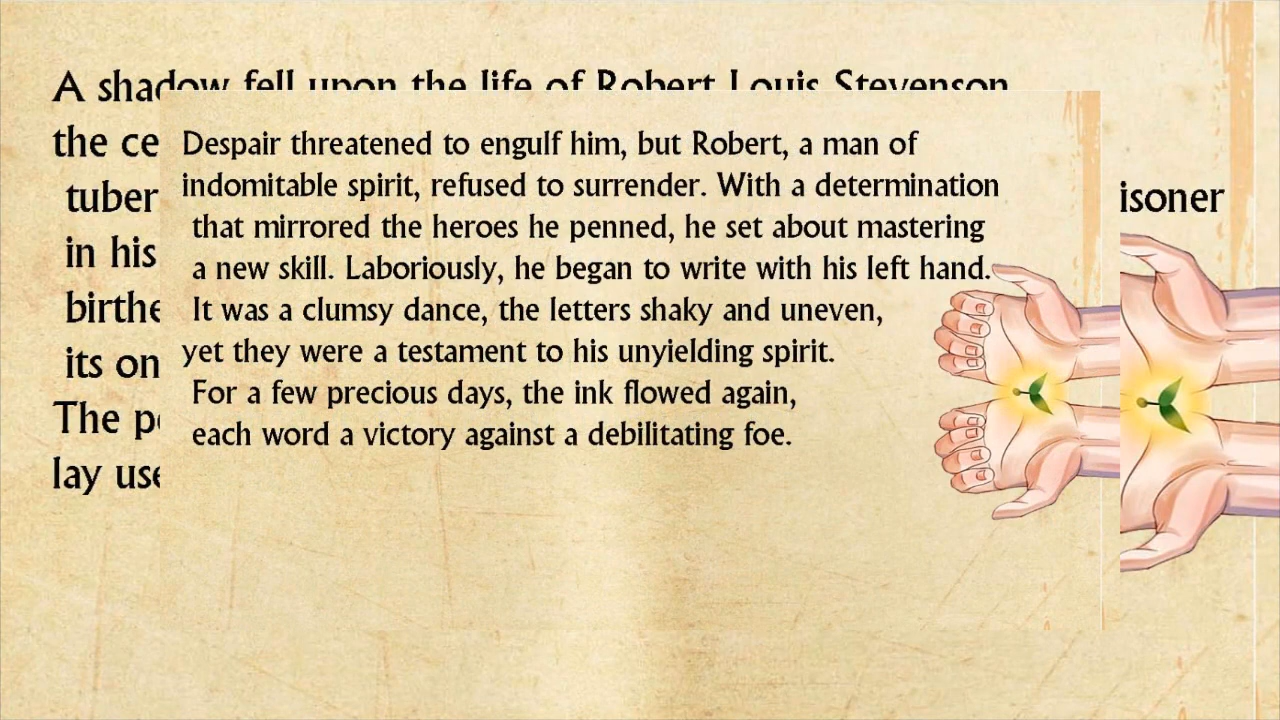 A shadow fell upon the life of Robert Louis Stevenson
the ce
tuber
isoner
in his
birthe
its on
The p
lay use
Despair threatened to engulf him, but Robert, a man of
indomitable spirit, refused to surrender. With a determination
that mirrored the heroes he penned, he set about mastering
a new skill. Laboriously, he began to write with his left hand.
It was a clumsy dance, the letters shaky and uneven,
yet they were a testament to his unyielding spirit.
For a few precious days, the ink flowed again,
each word a victory against a debilitating foe.